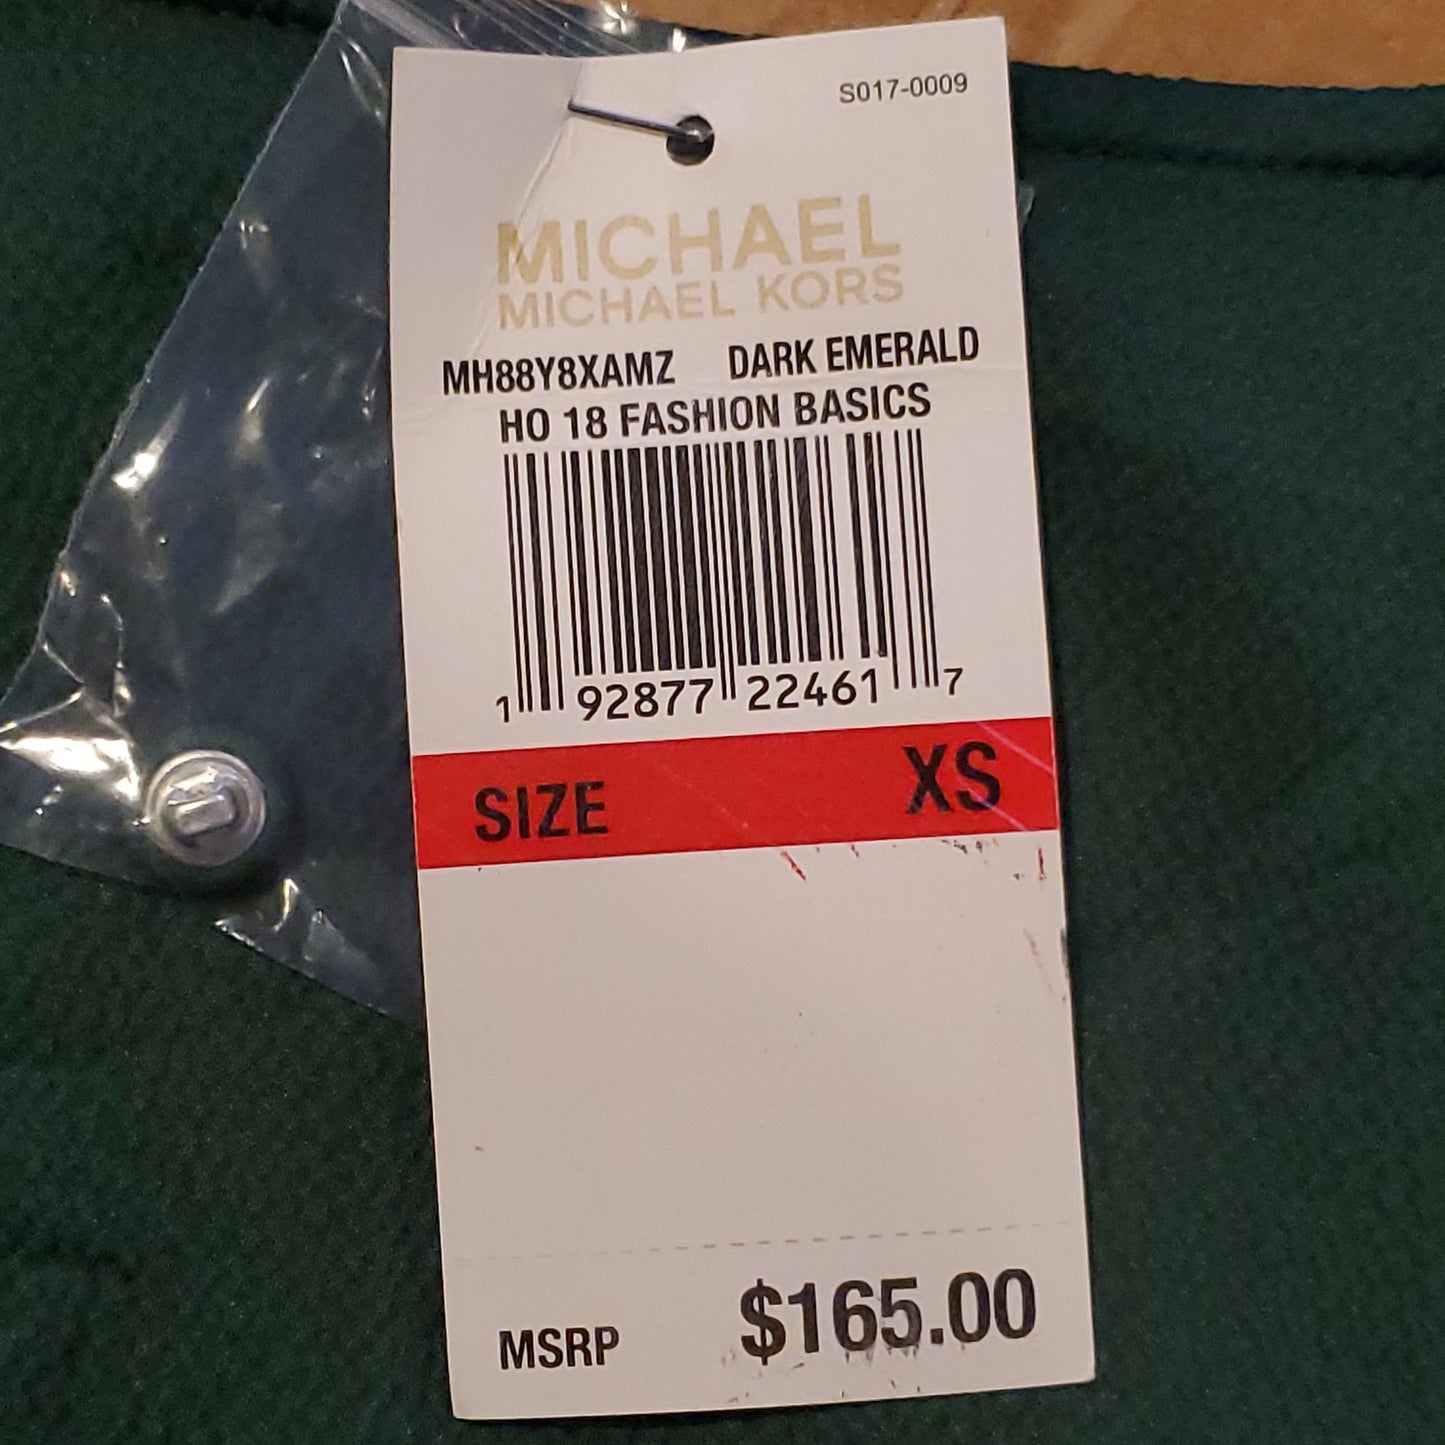 S017-0009
MICHAEL
MICHAEL KORS
MH88Y8XAMZ DARK EMERALD
HO 18 FASHION BASICS
1 92877 22461 7
SIZE XS
MSRP $165.00